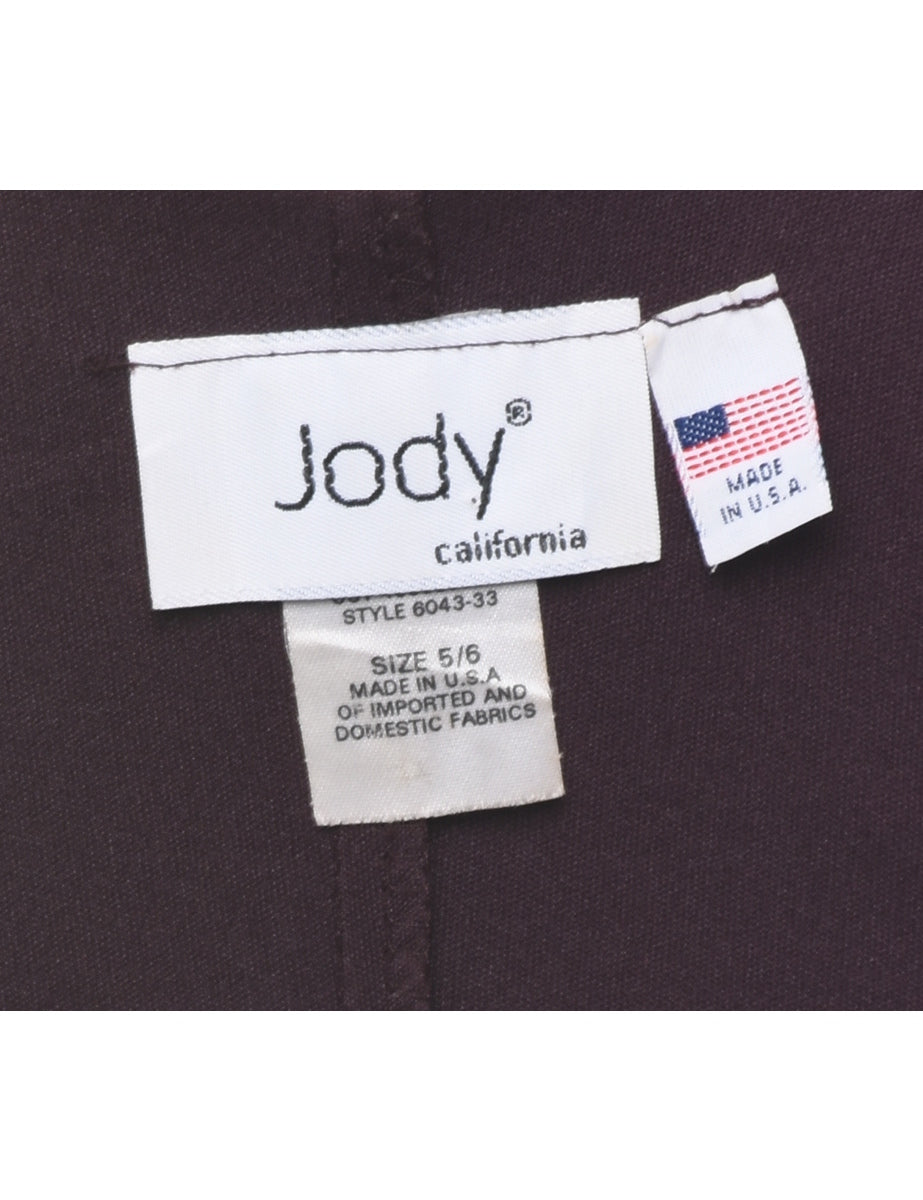 Jody®
california
MADE
IN U.S.A.
STYLE 6043-33
SIZE 5/6
MADE IN U.S.A
OF IMPORTED AND
DOMESTIC FABRICS